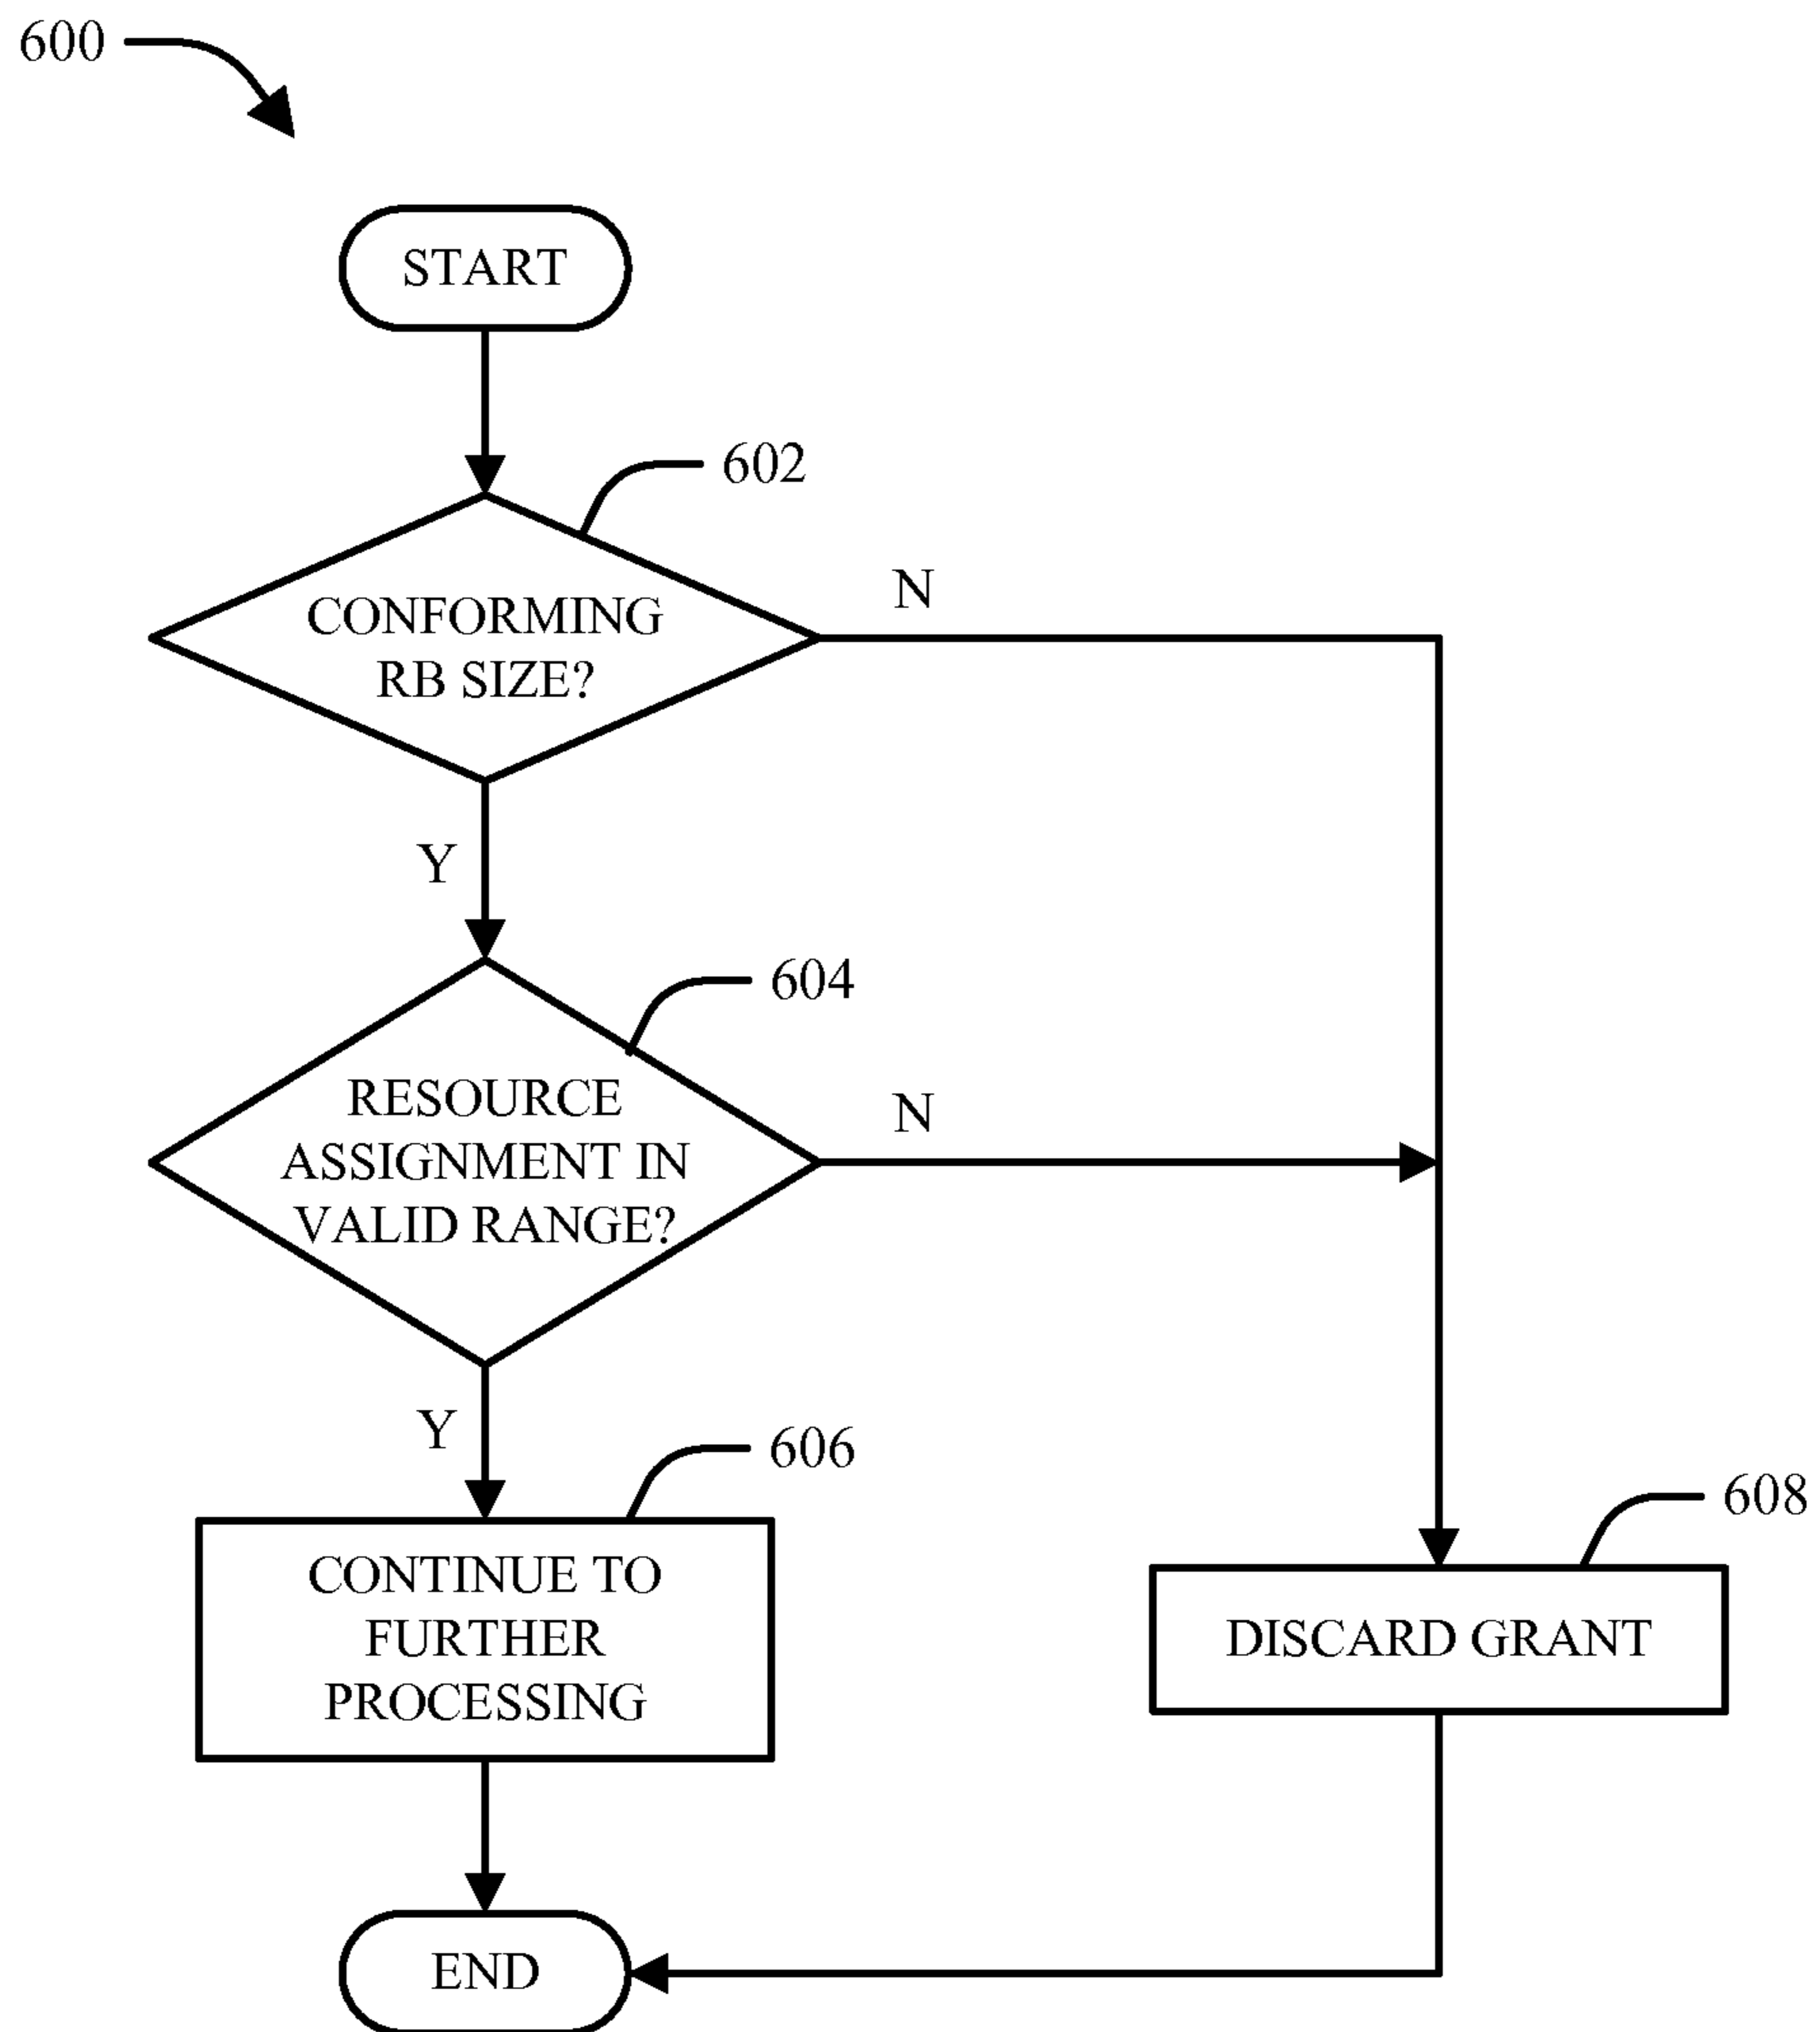 600
START
602
CONFORMING
RB SIZE?
N
Y
604
RESOURCE
ASSIGNMENT IN
VALID RANGE?
N
Y
606
CONTINUE TO
FURTHER
PROCESSING
608
DISCARD GRANT
END